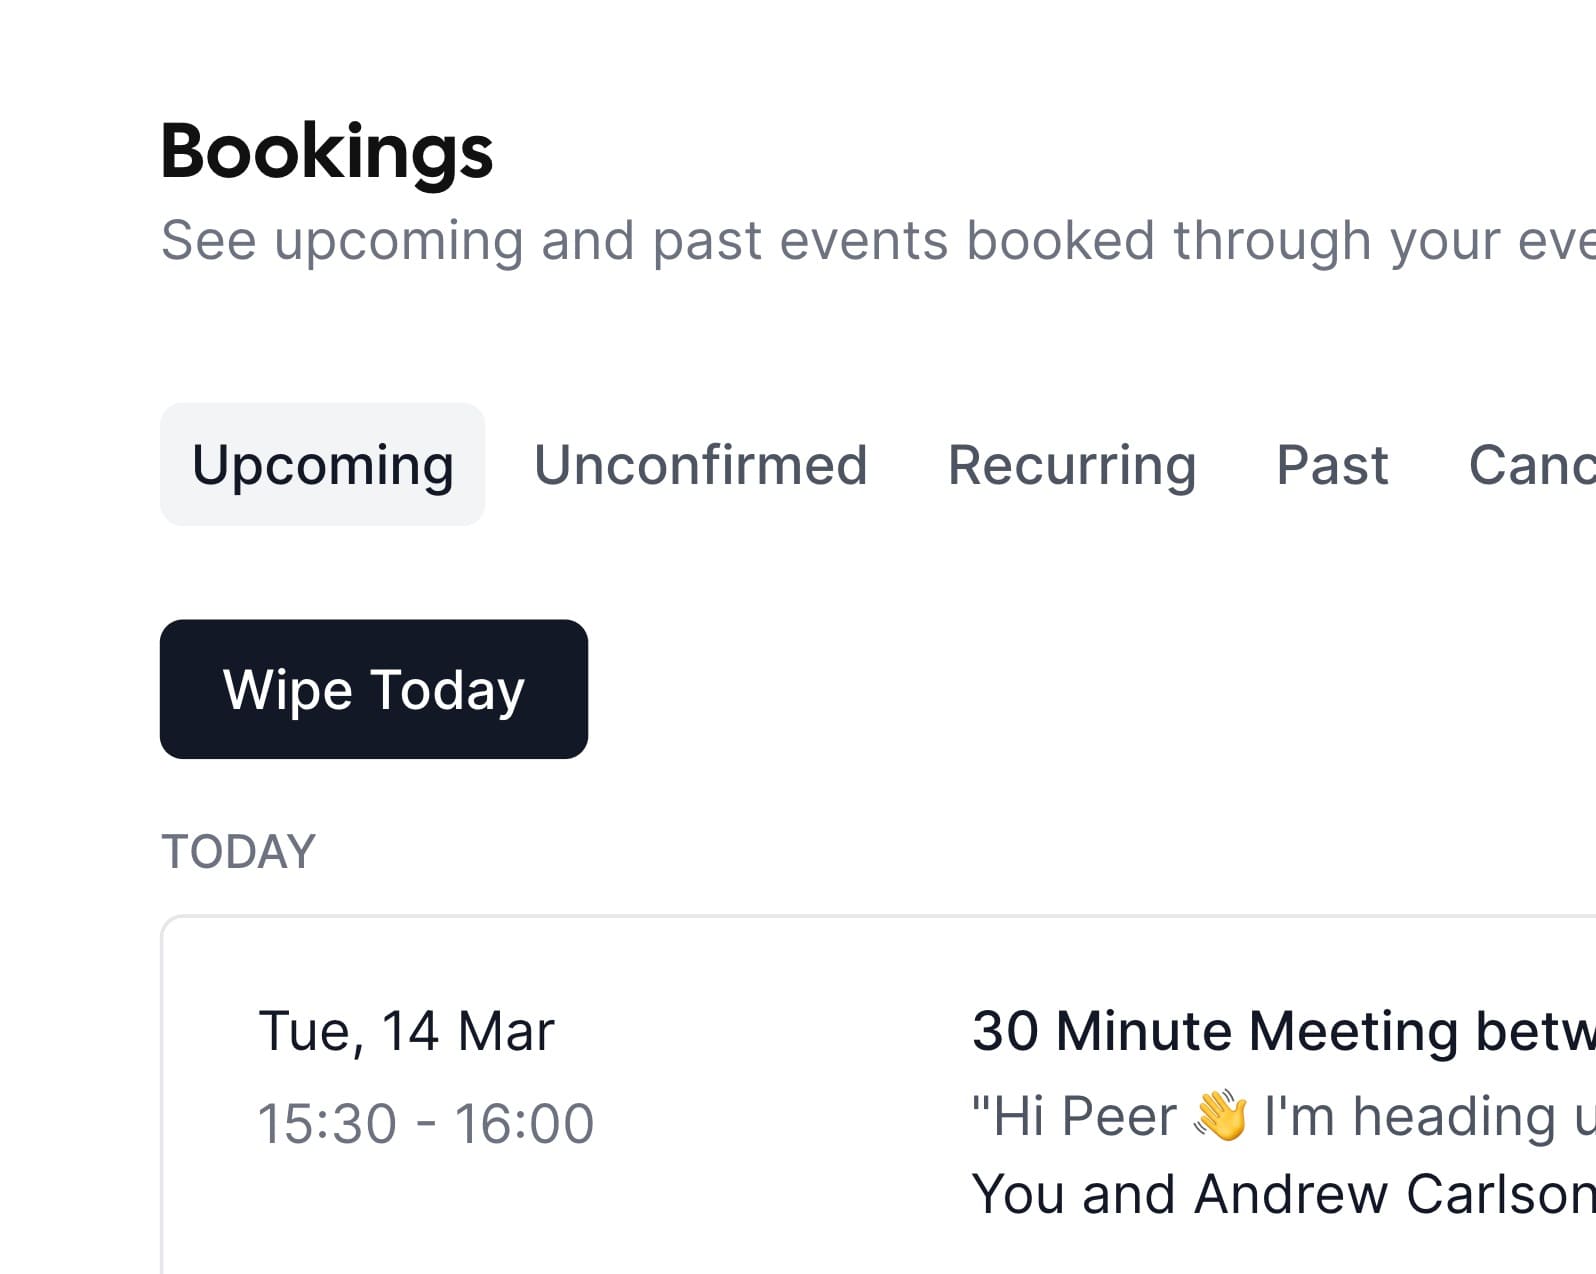 Bookings
See upcoming and past events booked through your eve
Upcoming Unconfirmed Recurring Past Canc
Wipe Today
TODAY
Tue, 14 Mar
15:30 - 16:00
30 Minute Meeting betw
"Hi Peer 👋 I'm heading u
You and Andrew Carlson